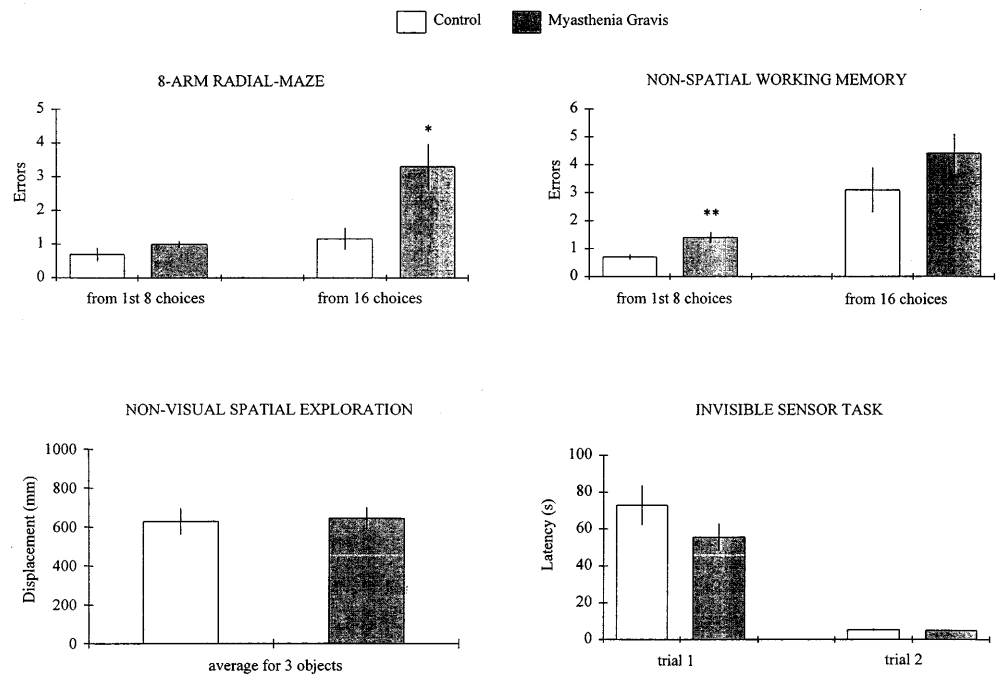 Control Myasthenia Gravis
8-ARM RADIAL-MAZE
5
4
3
2
1
0
Errors
*
from 1st 8 choices from 16 choices
NON-SPATIAL WORKING MEMORY
6
5
4
3
2
1
0
Errors
**
from 1st 8 choices from 16 choices
NON-VISUAL SPATIAL EXPLORATION
1000
800
600
400
200
0
Displacement (mm)
average for 3 objects
INVISIBLE SENSOR TASK
100
80
60
40
20
0
Latency (s)
trial 1 trial 2